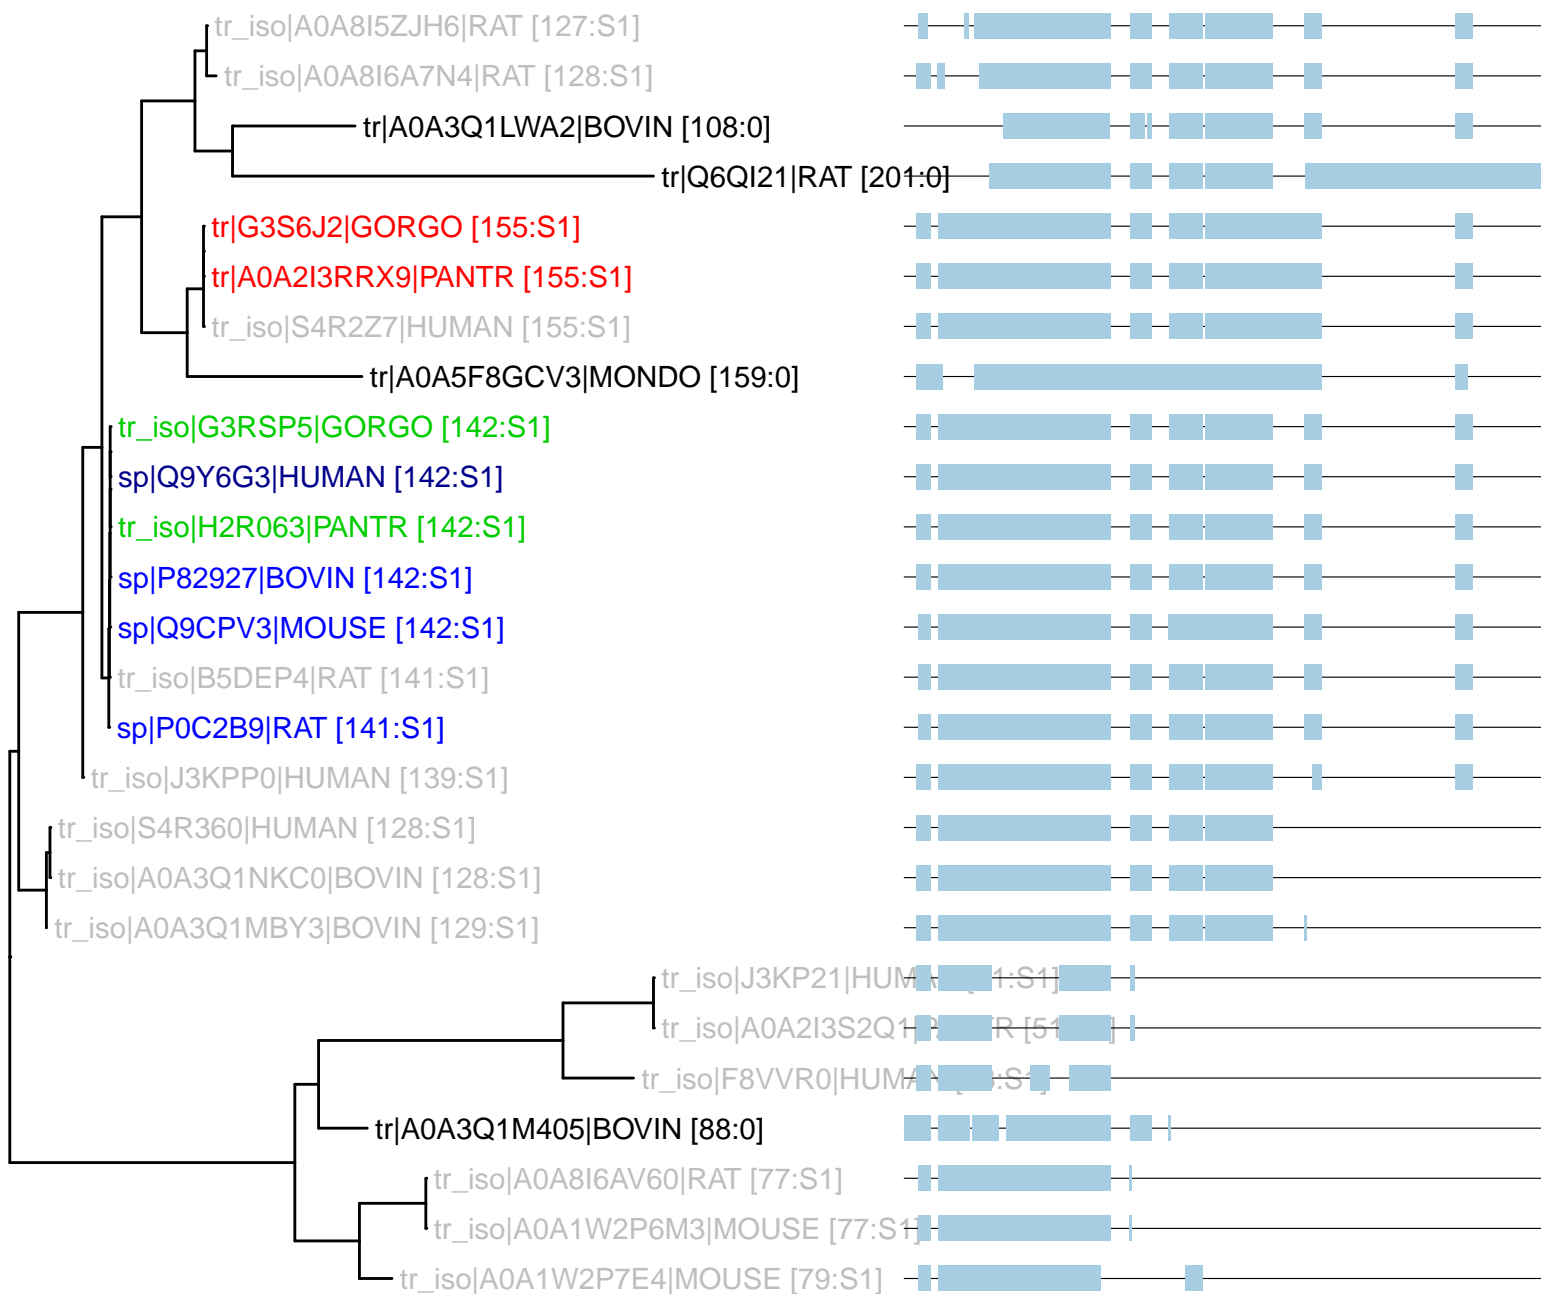 tr_iso|A0A8I5ZJH6|RAT [127:S1]
tr_iso|A0A8I6A7N4|RAT [128:S1]
tr|A0A3Q1LWA2|BOVIN [108:0]
tr|Q6QI21|RAT [201:0]
tr|G3S6J2|GORGO [155:S1]
tr|A0A2I3RRX9|PANTR [155:S1]
tr_iso|S4R2Z7|HUMAN [155:S1]
tr|A0A5F8GCV3|MONDO [159:0]
tr_iso|G3RSP5|GORGO [142:S1]
sp|Q9Y6G3|HUMAN [142:S1]
tr_iso|H2R063|PANTR [142:S1]
sp|P82927|BOVIN [142:S1]
sp|Q9CPV3|MOUSE [142:S1]
tr_iso|B5DEP4|RAT [141:S1]
sp|P0C2B9|RAT [141:S1]
tr_iso|J3KPP0|HUMAN [139:S1]
tr_iso|S4R360|HUMAN [128:S1]
tr_iso|A0A3Q1NKC0|BOVIN [128:S1]
tr_iso|A0A3Q1MBY3|BOVIN [129:S1]
tr_iso|J3KP21|HUMAN
tr_iso|A0A2I3S2Q1|
tr_iso|F8VVR0|HUMAN
tr|A0A3Q1M405|BOVIN [88:0]
tr_iso|A0A8I6AV60|RAT [77:S1]
tr_iso|A0A1W2P6M3|MOUSE [77:S1]
tr_iso|A0A1W2P7E4|MOUSE [79:S1]